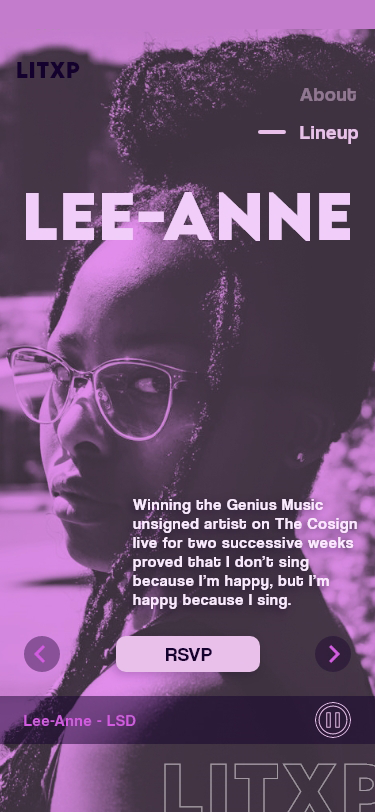 LITXP
About
Lineup
LEE-ANNE
Winning the Genius Music
unsigned artist on The Cosign
live for two successive weeks
proved that I don't sing
because I'm happy, but I'm
happy because I sing.
RSVP
Lee-Anne - LSD
LITXP